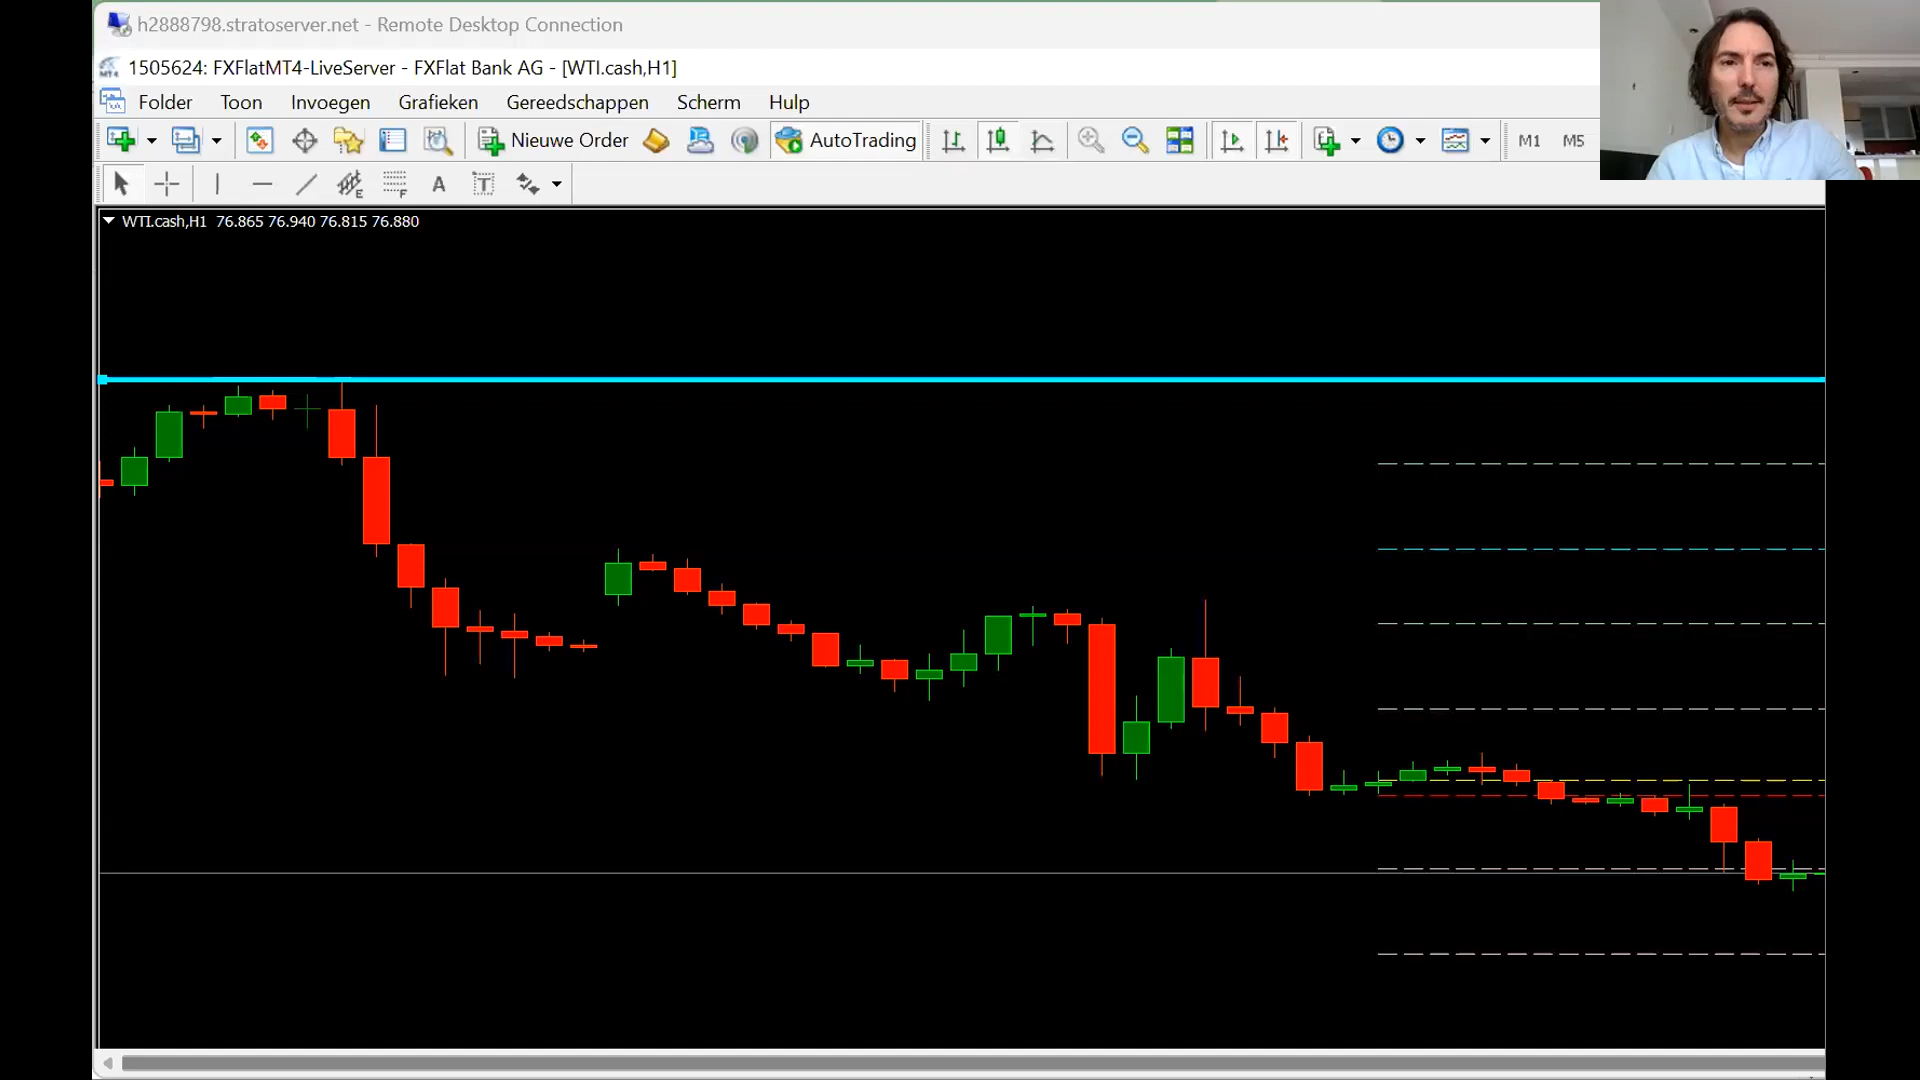 h2888798.stratoserver.net - Remote Desktop Connection
1505624: FXFlatMT4-LiveServer - FXFlat Bank AG - [WTI.cash,H1]
Folder Toon Invoegen Grafieken Gereedschappen Scherm Hulp
Nieuwe Order AutoTrading M1 M5
E F A T
WTI.cash,H1 76.865 76.940 76.815 76.880